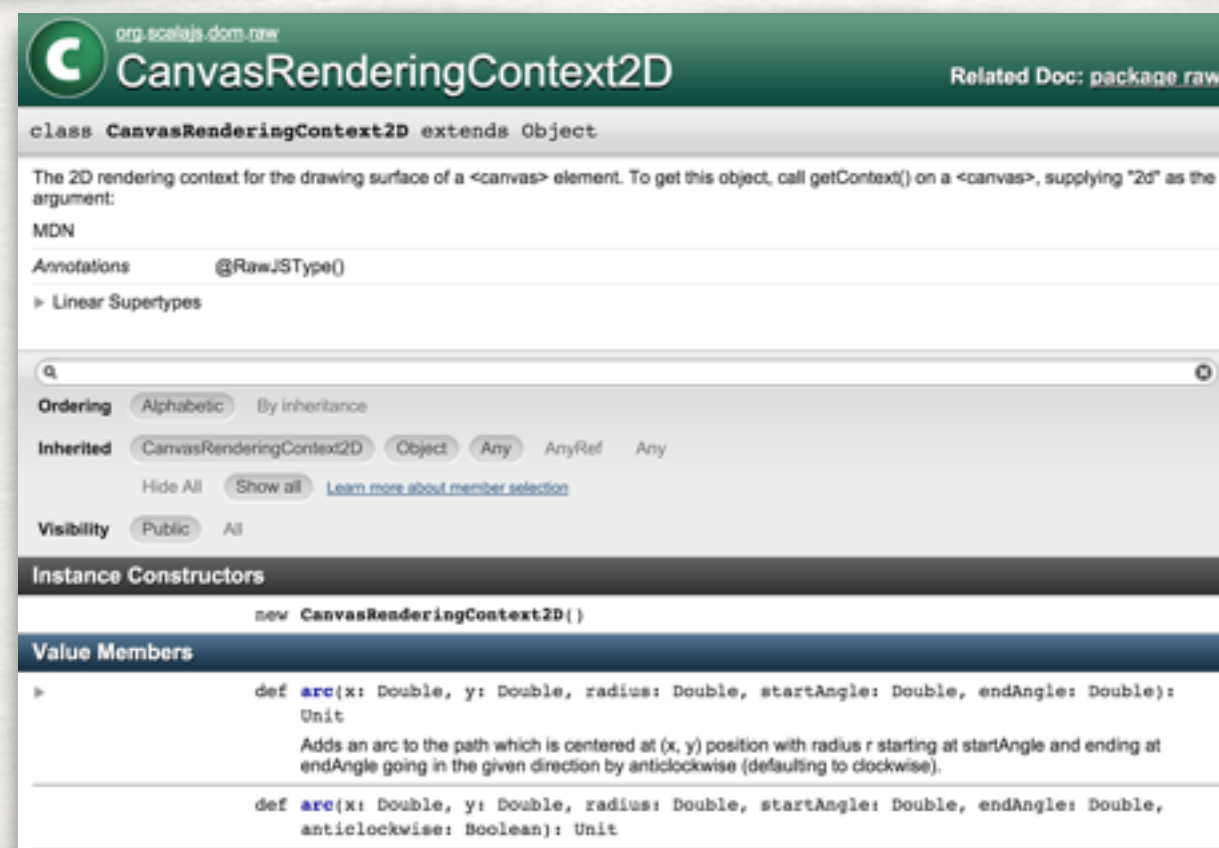 C
org.scalajs.dom.raw
CanvasRenderingContext2D
Related Doc: package raw
class CanvasRenderingContext2D extends Object
The 2D rendering context for the drawing surface of a <canvas> element. To get this object, call getContext() on a <canvas>, supplying "2d" as the
argument:
MDN
Annotations @RawJSType()
Linear Supertypes
Ordering Alphabetic By inheritance
Inherited CanvasRenderingContext2D Object Any AnyRef Any
Hide All Show all Learn more about member selection
Visibility Public All
Instance Constructors
new CanvasRenderingContext2D()
Value Members
def arc(x: Double, y: Double, radius: Double, startAngle: Double, endAngle: Double):
Unit
Adds an arc to the path which is centered at (x, y) position with radius r starting at startAngle and ending at
endAngle going in the given direction by anticlockwise (defaulting to clockwise).
def arc(x: Double, y: Double, radius: Double, startAngle: Double, endAngle: Double,
anticlockwise: Boolean): Unit